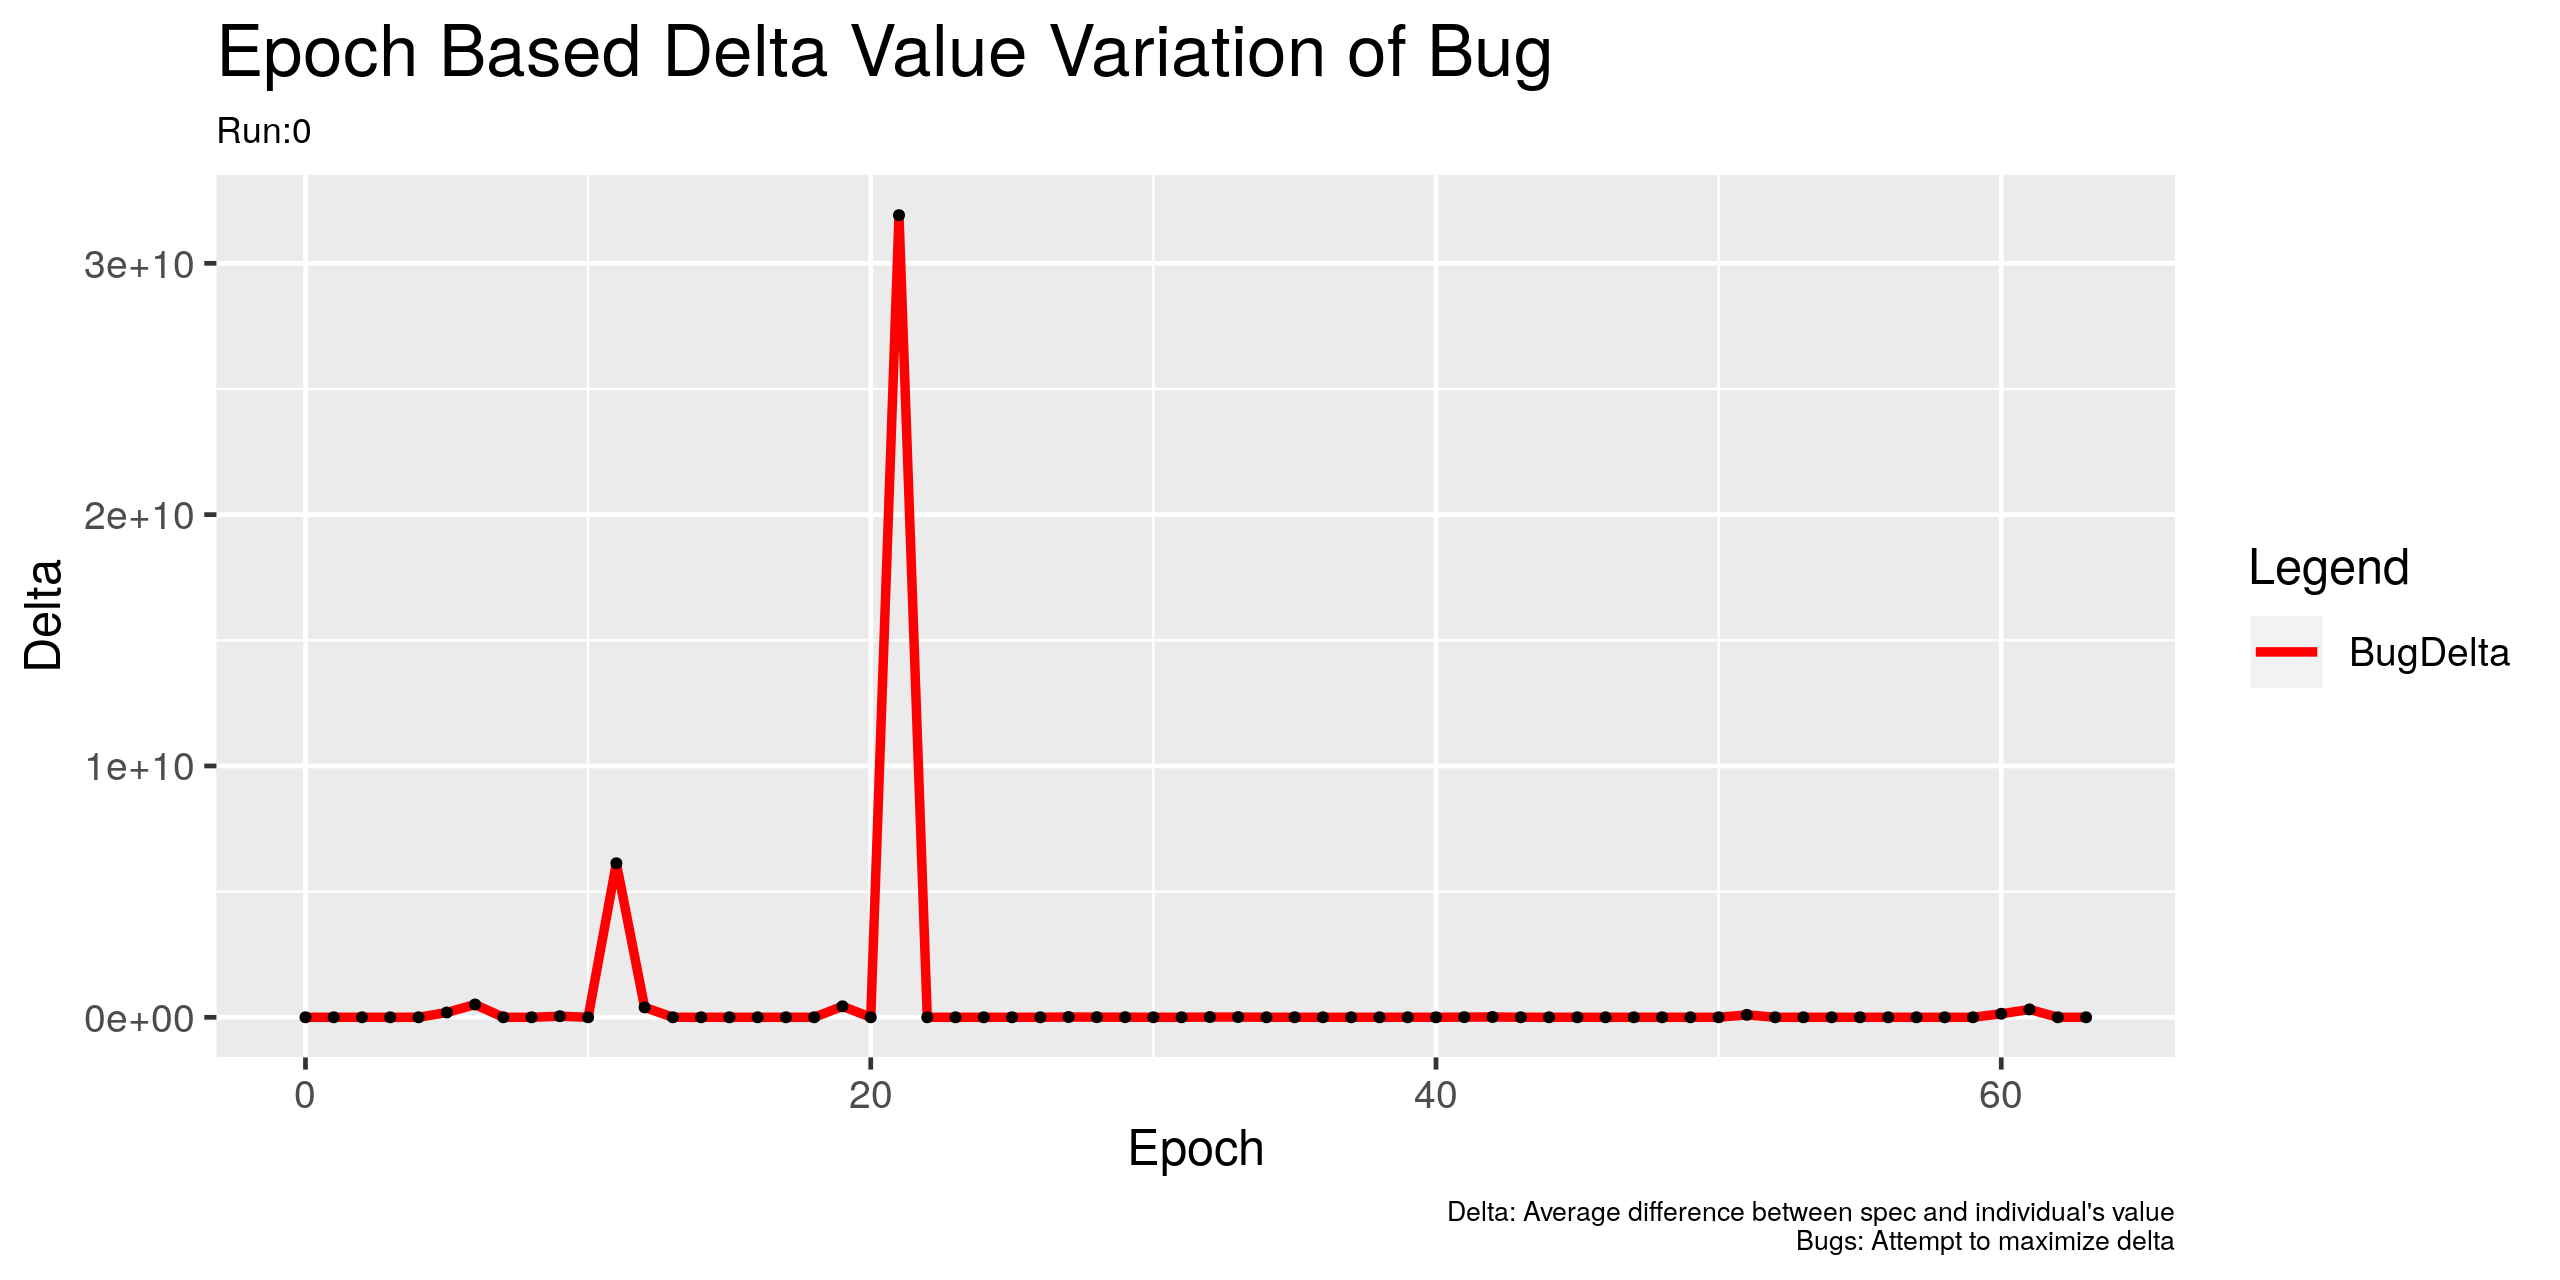 Epoch Based Delta Value Variation of Bug
Run:0
3e+10
2e+10
1e+10
0e+00
Delta
0
20
40
60
Epoch
Legend
BugDelta
Delta: Average difference between spec and individual's value
Bugs: Attempt to maximize delta